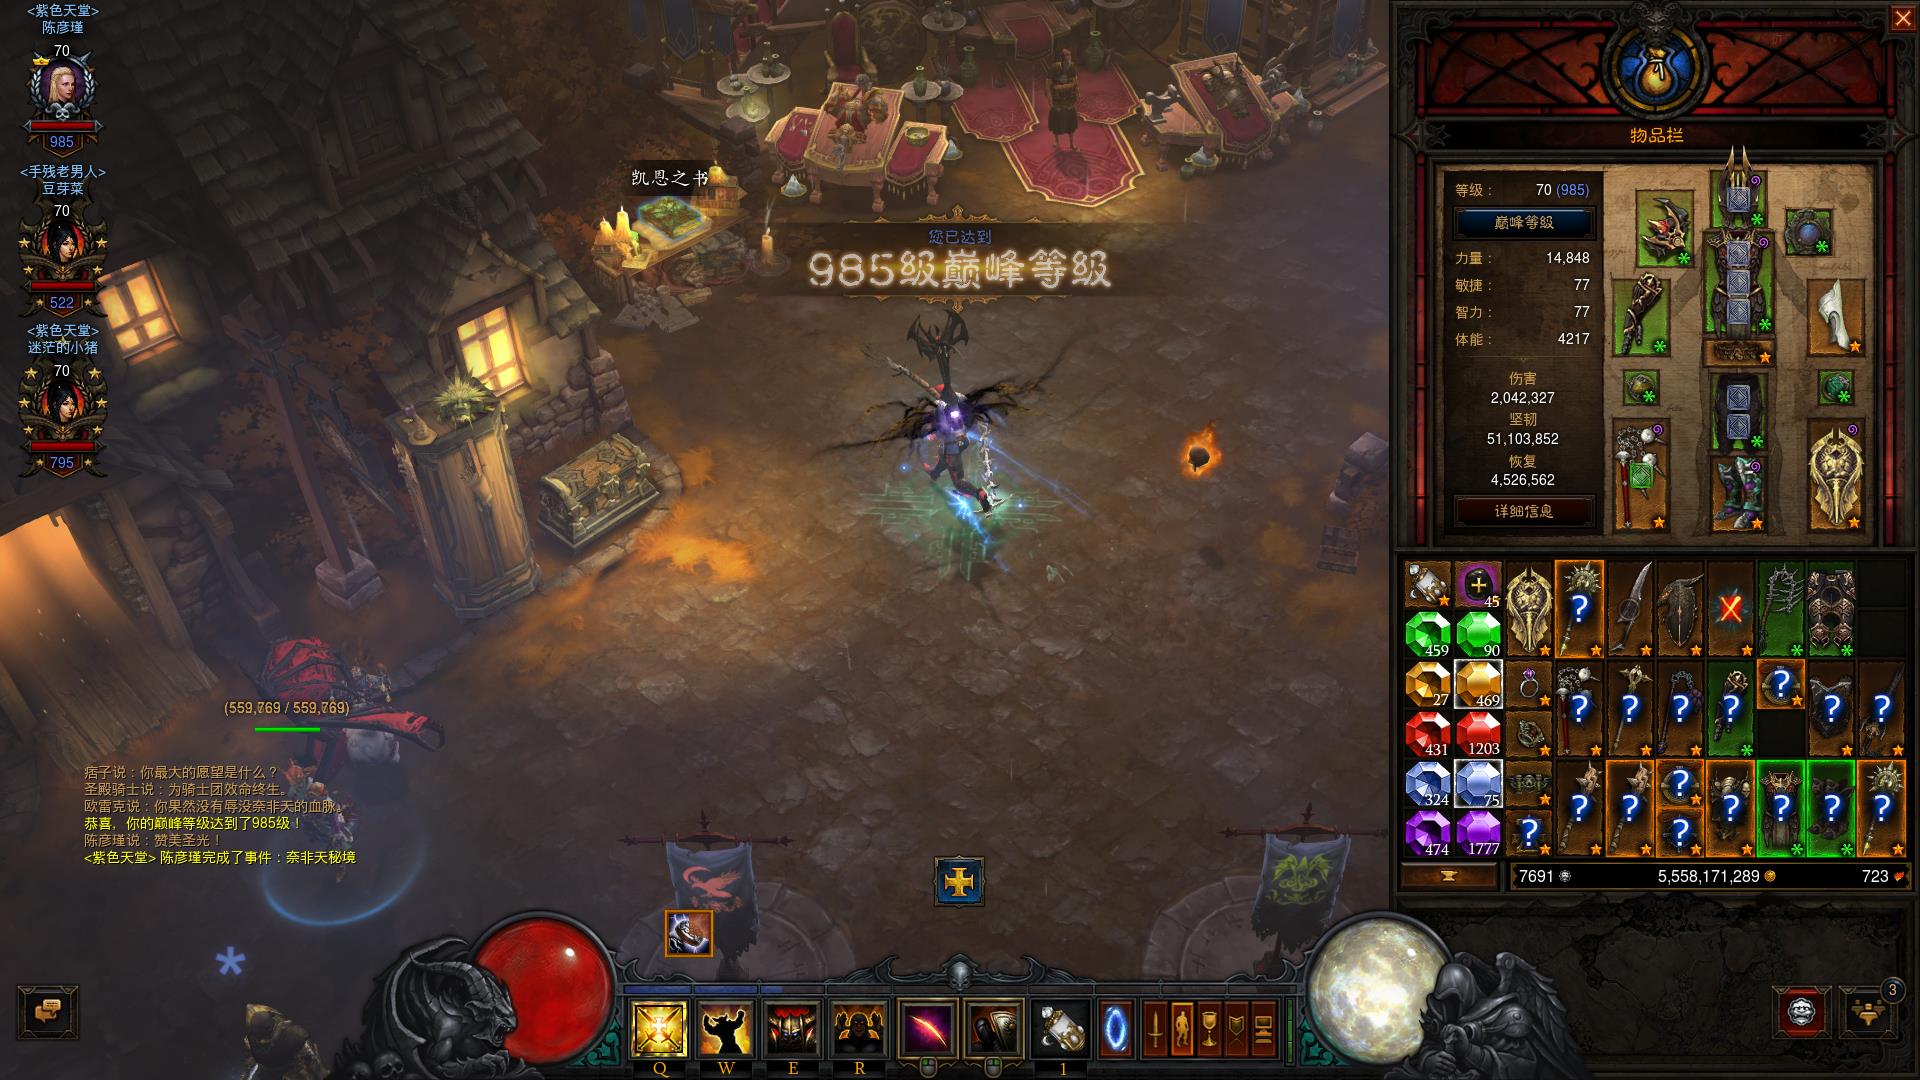 <紫色天堂>
陈彦瑾
70
985
<手残老男人>
豆芽菜
70
522
<紫色天堂>
迷茫的小猪
70
795
凯恩之书
您已达到
985级巅峰等级
(559,769 / 559,769)
痞子说：你最大的愿望是什么？
圣殿骑士说：为骑士团效命终生。
欧雷克说：你果然没有辱没奈非天的血脉。
恭喜，你的巅峰等级达到了985级！
陈彦瑾说：赞美圣光！
<紫色天堂> 陈彦瑾完成了事件：奈非天秘境
Q
W
E
R
1
物品栏
等级： 70 (985)
巅峰等级
力量： 14,848
敏捷： 77
智力： 77
体能： 4217
伤害
2,042,327
坚韧
51,103,852
恢复
4,526,562
详细信息
45
459 90
27 469
431 1203
324 75
474 1777
7691 5,558,171,289 723
3